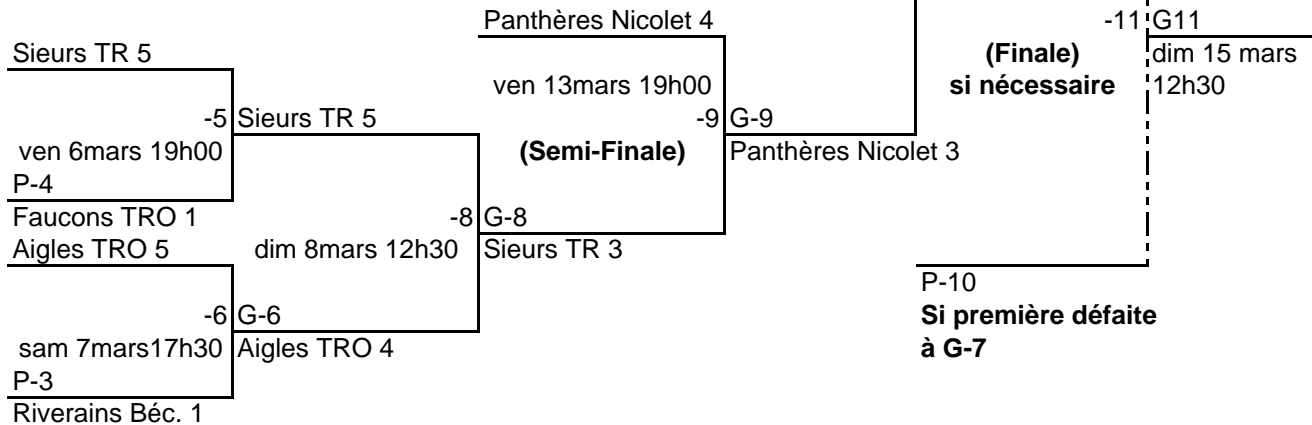 Panthères Nicolet 4
-11 G11
Sieurs TR 5
(Finale)
dim 15 mars
ven 13mars 19h00
si nécessaire
12h30
-5 Sieurs TR 5
-9 G-9
ven 6mars 19h00
(Semi-Finale)
Panthères Nicolet 3
P-4
Faucons TRO 1
-8 G-8
Aigles TRO 5
dim 8mars 12h30
Sieurs TR 3
P-10
-6 G-6
Si première défaite
sam 7mars17h30
Aigles TRO 4
à G-7
P-3
Riverains Béc. 1